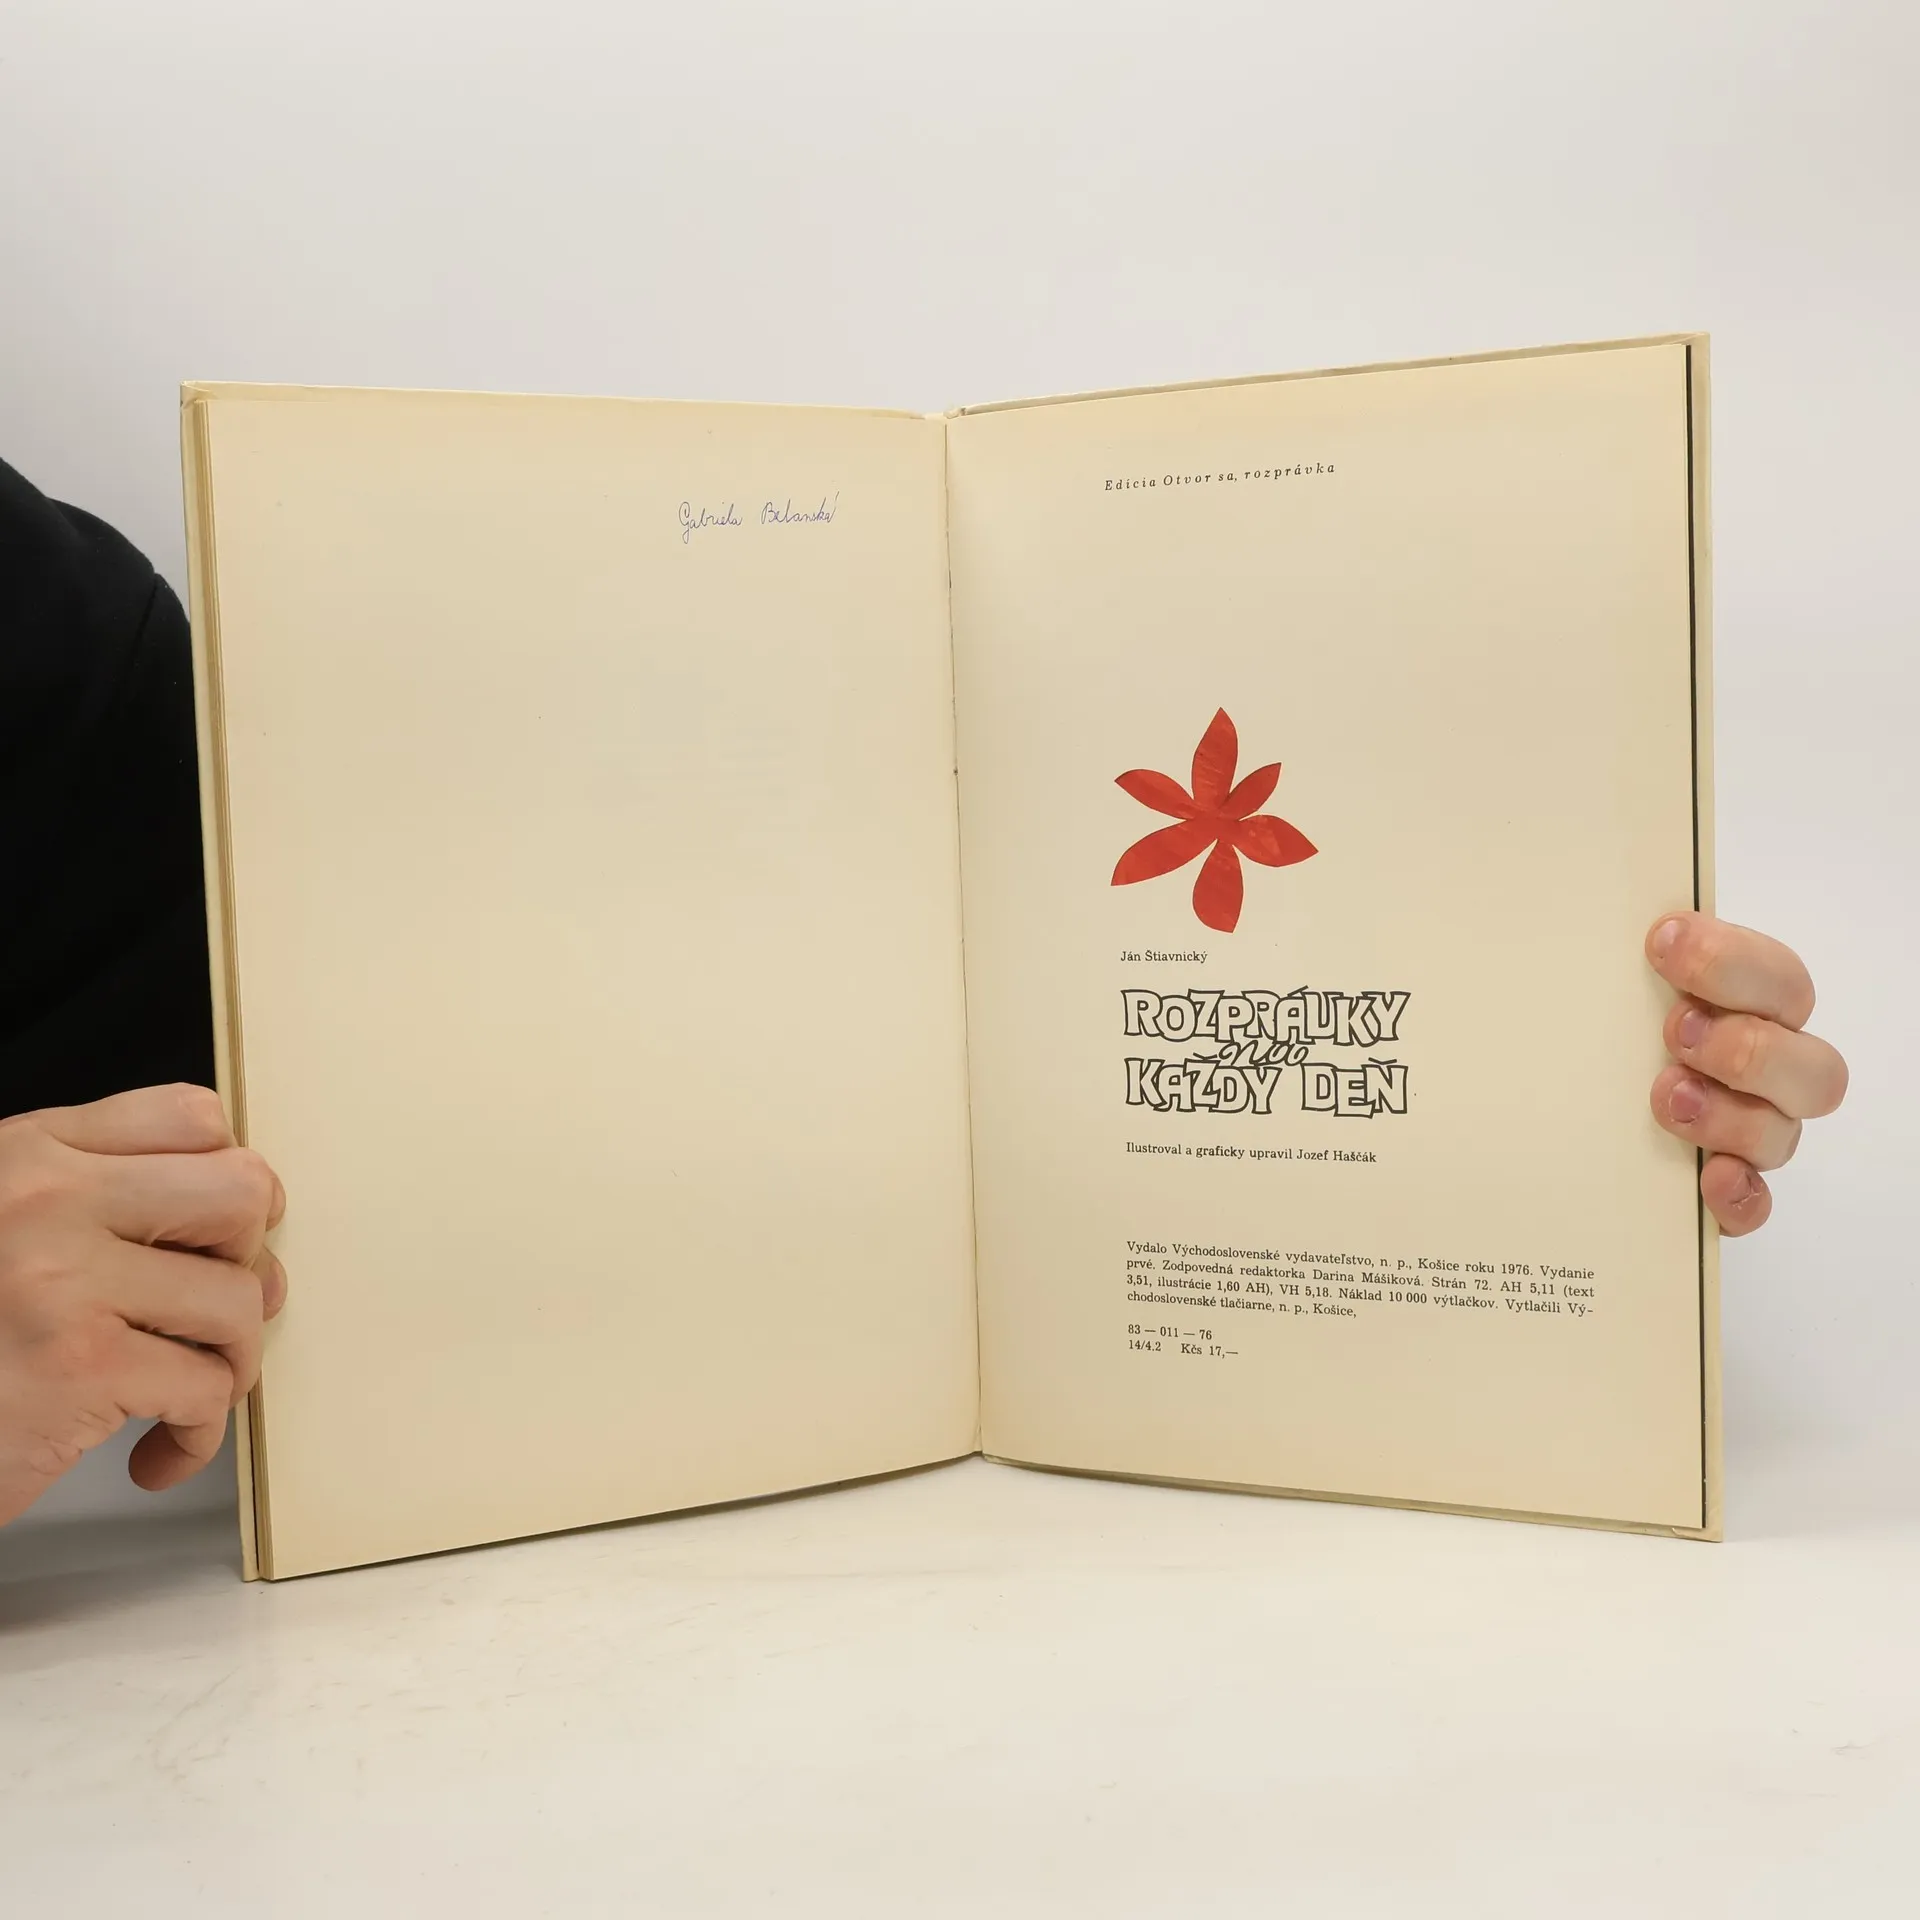 Gabriela Belanská
Edícia Otvor sa, rozprávka
Ján Štiavnický
ROZPRÁVKY
NA
KAŽDÝ DEŇ
Ilustroval a graficky upravil Jozef Haščák
Vydalo Východoslovenské vydavateľstvo, n. p., Košice roku 1976. Vydanie
prvé. Zodpovedná redaktorka Darina Mášiková. Strán 72. AH 5,11 (text
3,51, ilustrácie 1,60 AH), VH 5,18. Náklad 10 000 výtlačkov. Vytlačili Vý-
chodoslovenské tlačiarne, n. p., Košice,
83 — 011 — 76
14/4.2 Kčs 17,—